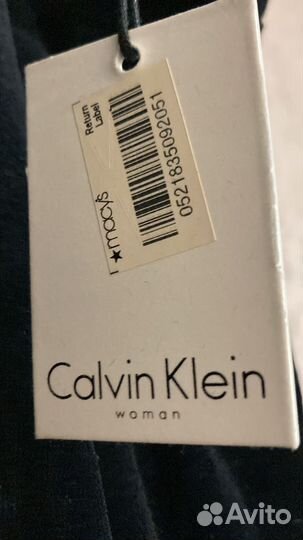 Return
Label
0521835092051
★macy's
Calvin Klein
woman
Avito